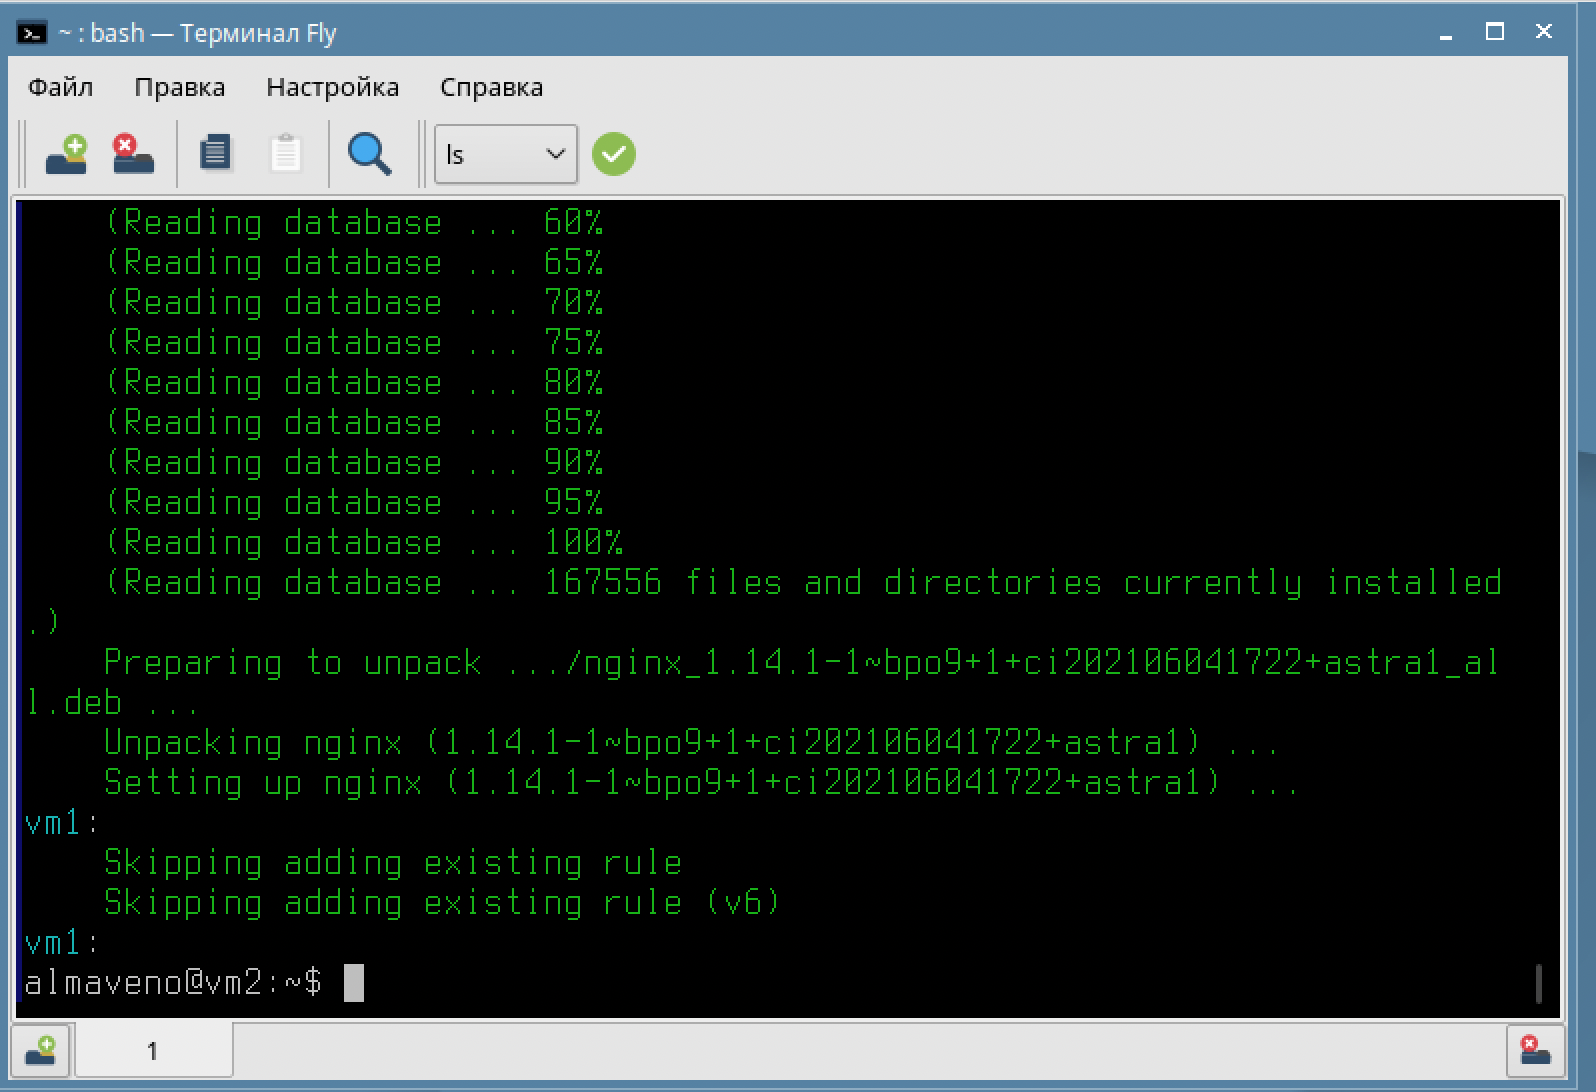 ~ : bash — Терминал Fly
Файл Правка Настройка Справка
ls
(Reading database ... 60%
(Reading database ... 65%
(Reading database ... 70%
(Reading database ... 75%
(Reading database ... 80%
(Reading database ... 85%
(Reading database ... 90%
(Reading database ... 95%
(Reading database ... 100%
(Reading database ... 167556 files and directories currently installed
.)
Preparing to unpack .../nginx_1.14.1-1~bpo9+1+ci202106041722+astra1_al
l.deb ...
Unpacking nginx (1.14.1-1~bpo9+1+ci202106041722+astra1) ...
Setting up nginx (1.14.1-1~bpo9+1+ci202106041722+astra1) ...
vm1:
Skipping adding existing rule
Skipping adding existing rule (v6)
vm1:
almaveno@vm2:~$
1